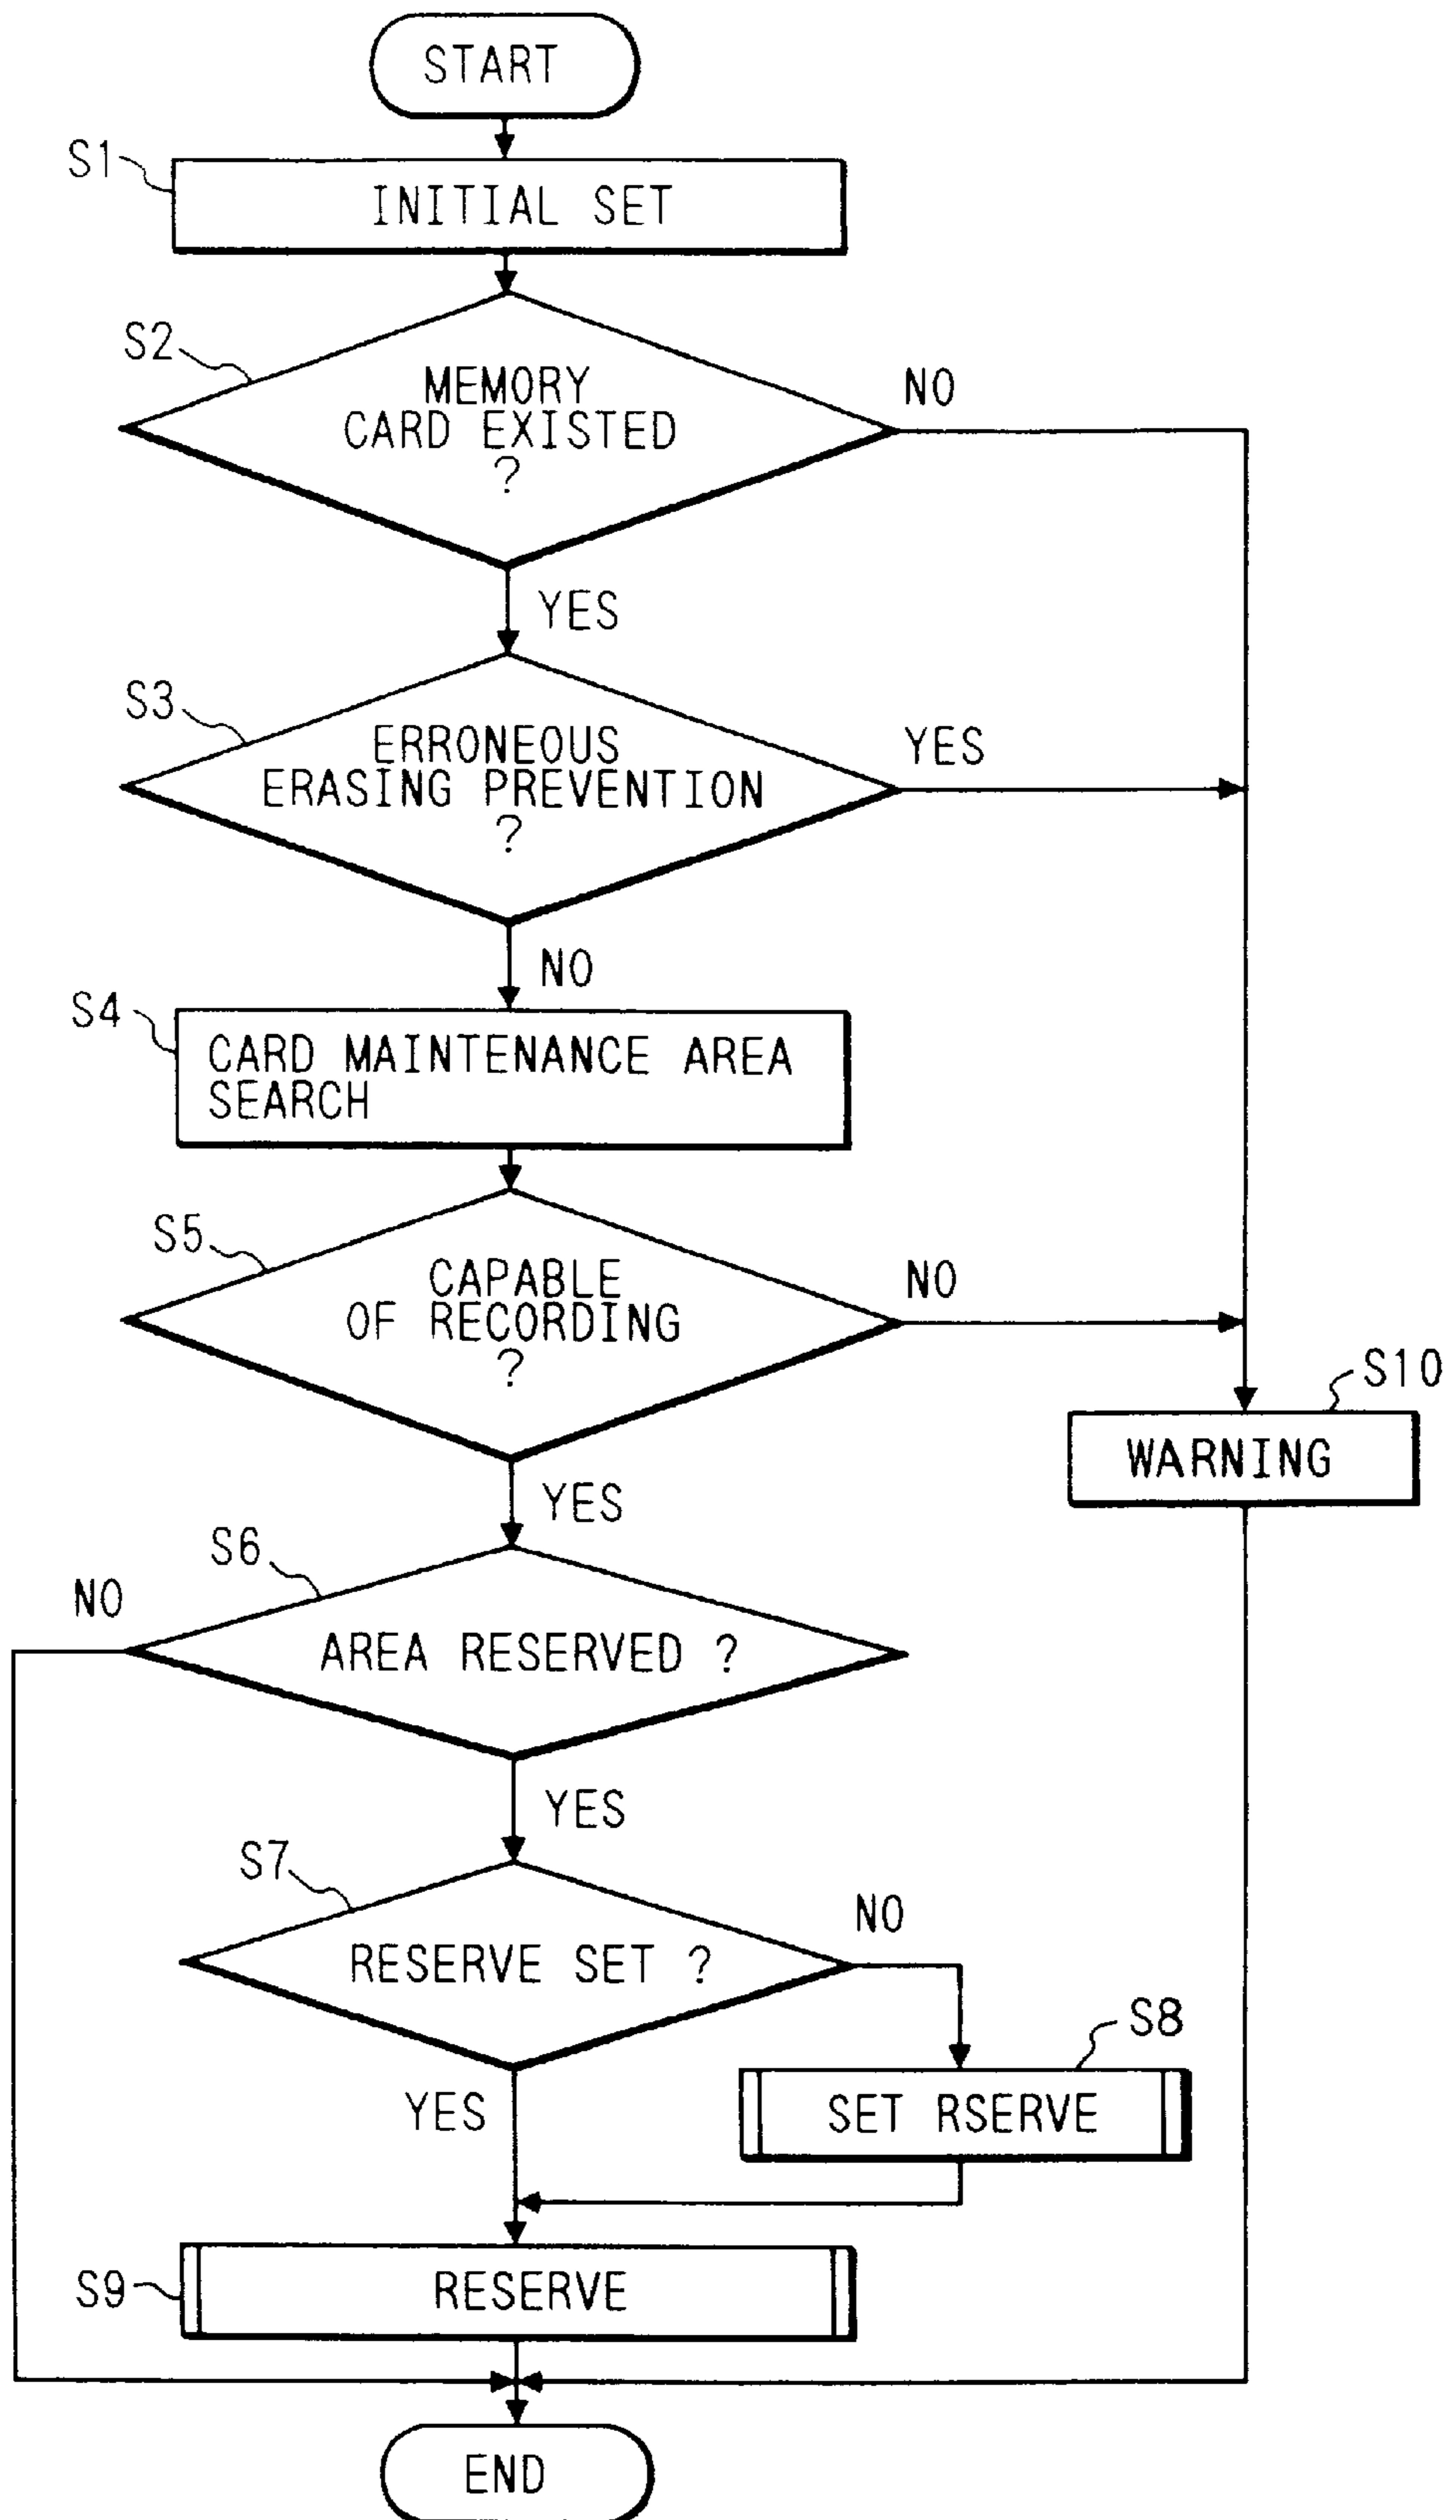 START
S1
INITIAL SET
S2
MEMORY
CARD EXISTED
?
NO
YES
S3
ERRONEOUS
ERASING PREVENTION
?
YES
NO
S4
CARD MAINTENANCE AREA
SEARCH
S5
CAPABLE
OF RECORDING
?
NO
S10
WARNING
YES
S6
NO
AREA RESERVED ?
YES
S7
NO
RESERVE SET ?
S8
SET RSERVE
YES
S9
RESERVE
END